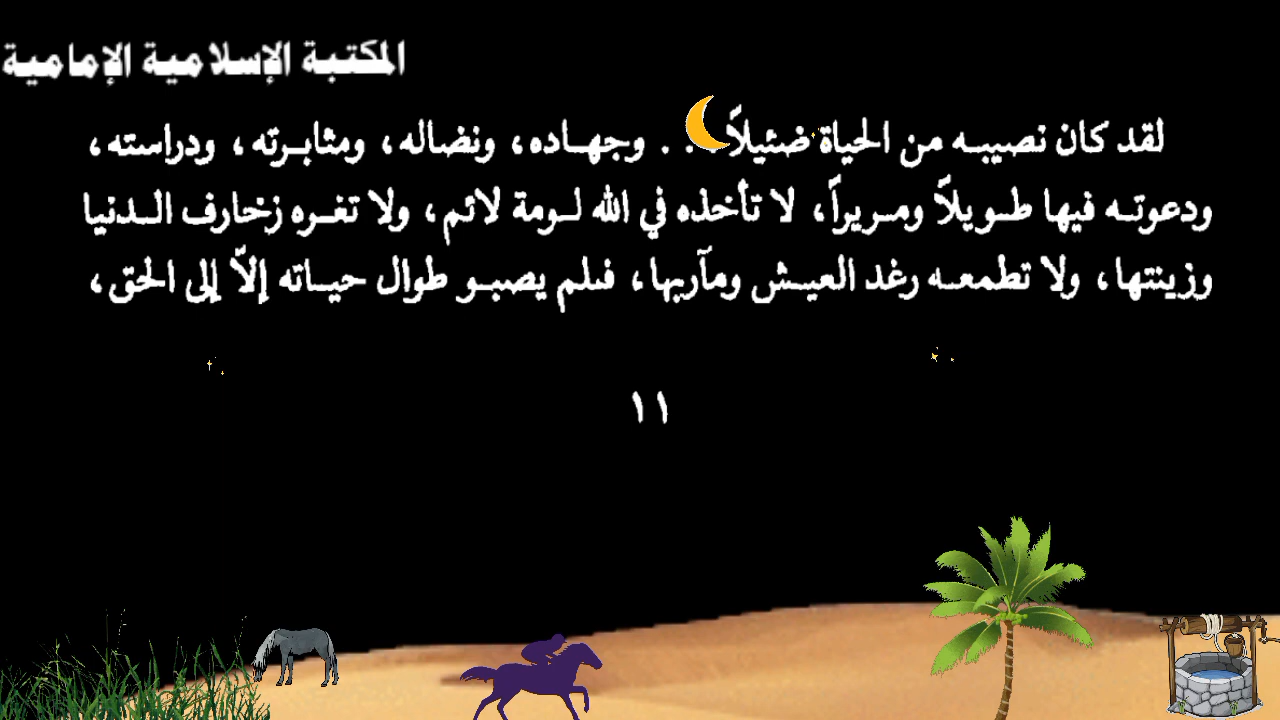 المكتبة الإسلامية الإمامية
لقد كان نصيبه من الحياة ضئيلاً . . . وجهاده، ونضاله، ومثابرته، ودراسته،
ودعوته فيها طويلاً ومريراً، لا تأخذه في الله لومة لائم، ولا تغره زخارف الدنيا
وزينتها، ولا تطمعه رغد العيش ومآربها، فلم يصبو طوال حياته إلاّ إلى الحق،
١١